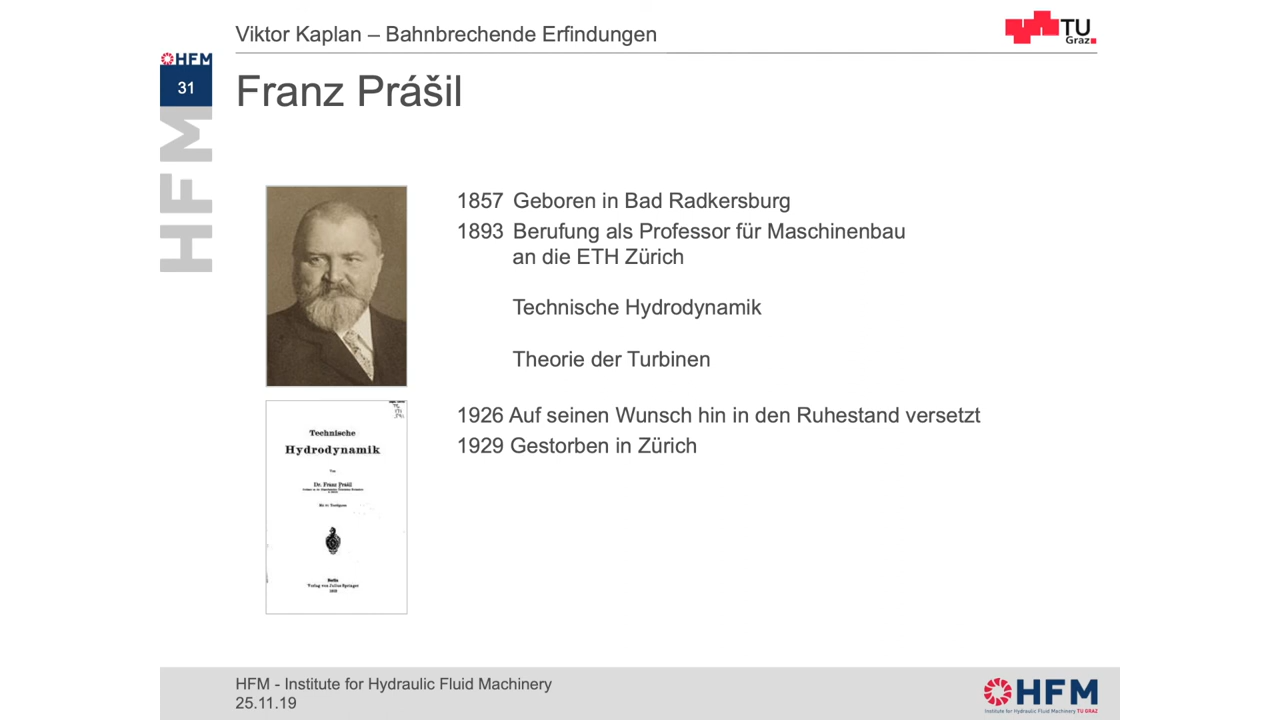 Viktor Kaplan – Bahnbrechende Erfindungen
TU
Graz
HFM
31
Franz Prášil
HFM
1857 Geboren in Bad Radkersburg
1893 Berufung als Professor für Maschinenbau
an die ETH Zürich
Technische Hydrodynamik
Theorie der Turbinen
1926 Auf seinen Wunsch hin in den Ruhestand versetzt
1929 Gestorben in Zürich
Technische
Hydrodynamik
Von
Dr. Franz Prášil
Berlin
Verlag von Julius Springer
HFM - Institute for Hydraulic Fluid Machinery
25.11.19
HFM
Institute for Hydraulic Fluid Machinery TU GRAZ